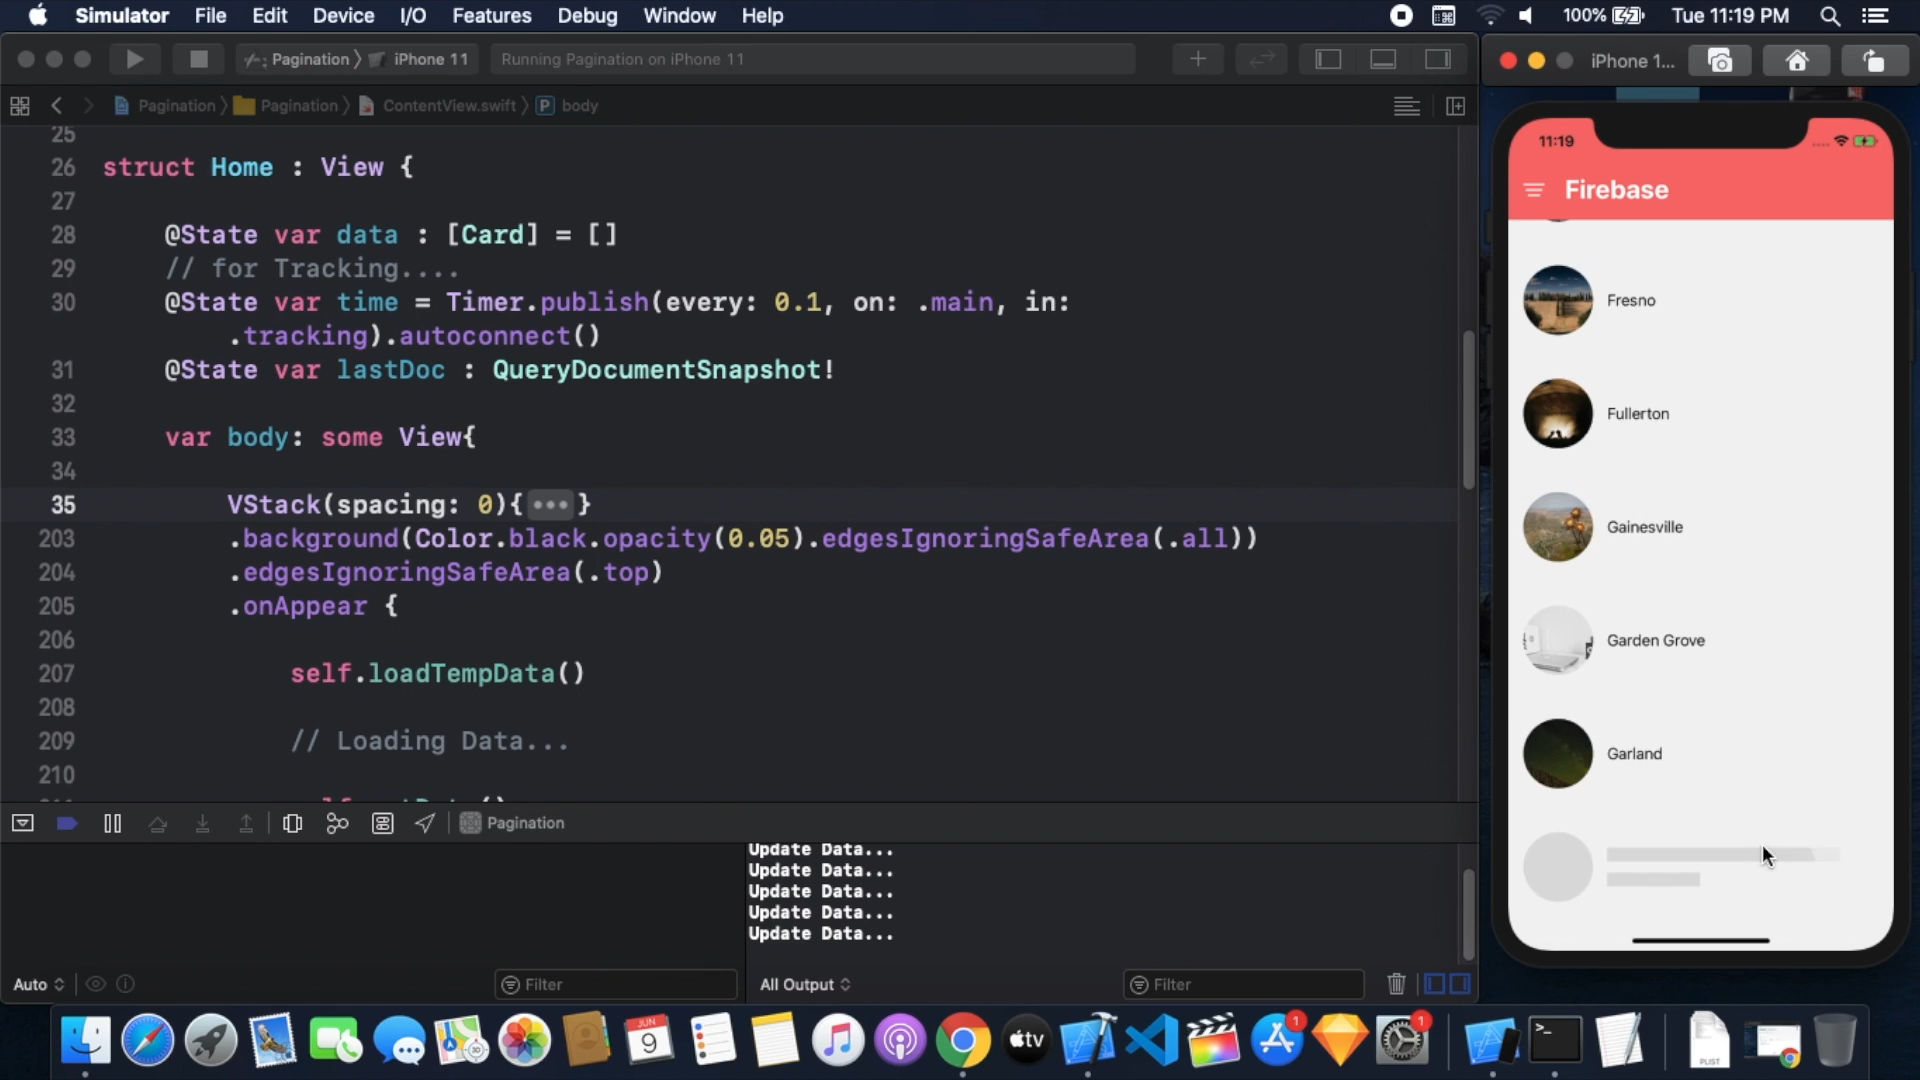 Simulator File Edit Device I/O Features Debug Window Help 100% Tue 11:19 PM
Pagination iPhone 11 Running Pagination on iPhone 11 iPhone 1...
Pagination Pagination ContentView.swift P body
25
26 struct Home : View {
27
28 @State var data : [Card] = []
29 // for Tracking....
30 @State var time = Timer.publish(every: 0.1, on: .main, in:
.tracking).autoconnect()
31 @State var lastDoc : QueryDocumentSnapshot!
32
33 var body: some View{
34
35 VStack(spacing: 0){•••}
203 .background(Color.black.opacity(0.05).edgesIgnoringSafeArea(.all))
204 .edgesIgnoringSafeArea(.top)
205 .onAppear {
206
207 self.loadTempData()
208
209 // Loading Data...
210
Pagination
Update Data...
Update Data...
Update Data...
Update Data...
Update Data...
Auto Filter All Output Filter
11:19
Firebase
Fresno
Fullerton
Gainesville
Garden Grove
Garland
JUN
9
tv
1
1
>_
PLIST